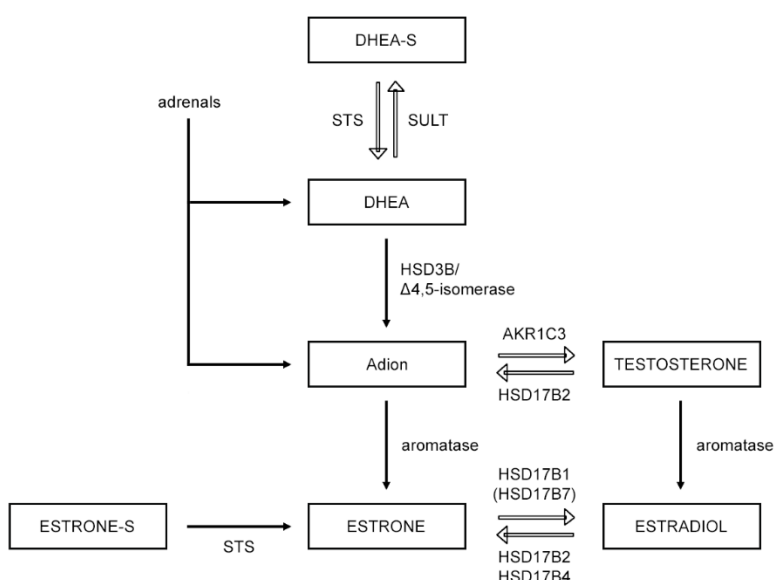 DHEA-S
adrenals
STS
SULT
DHEA
HSD3B/
Δ4,5-isomerase
AKR1C3
Adion
TESTOSTERONE
HSD17B2
aromatase
aromatase
HSD17B1
(HSD17B7)
ESTRONE-S
ESTRONE
ESTRADIOL
STS
HSD17B2
HSD17B4